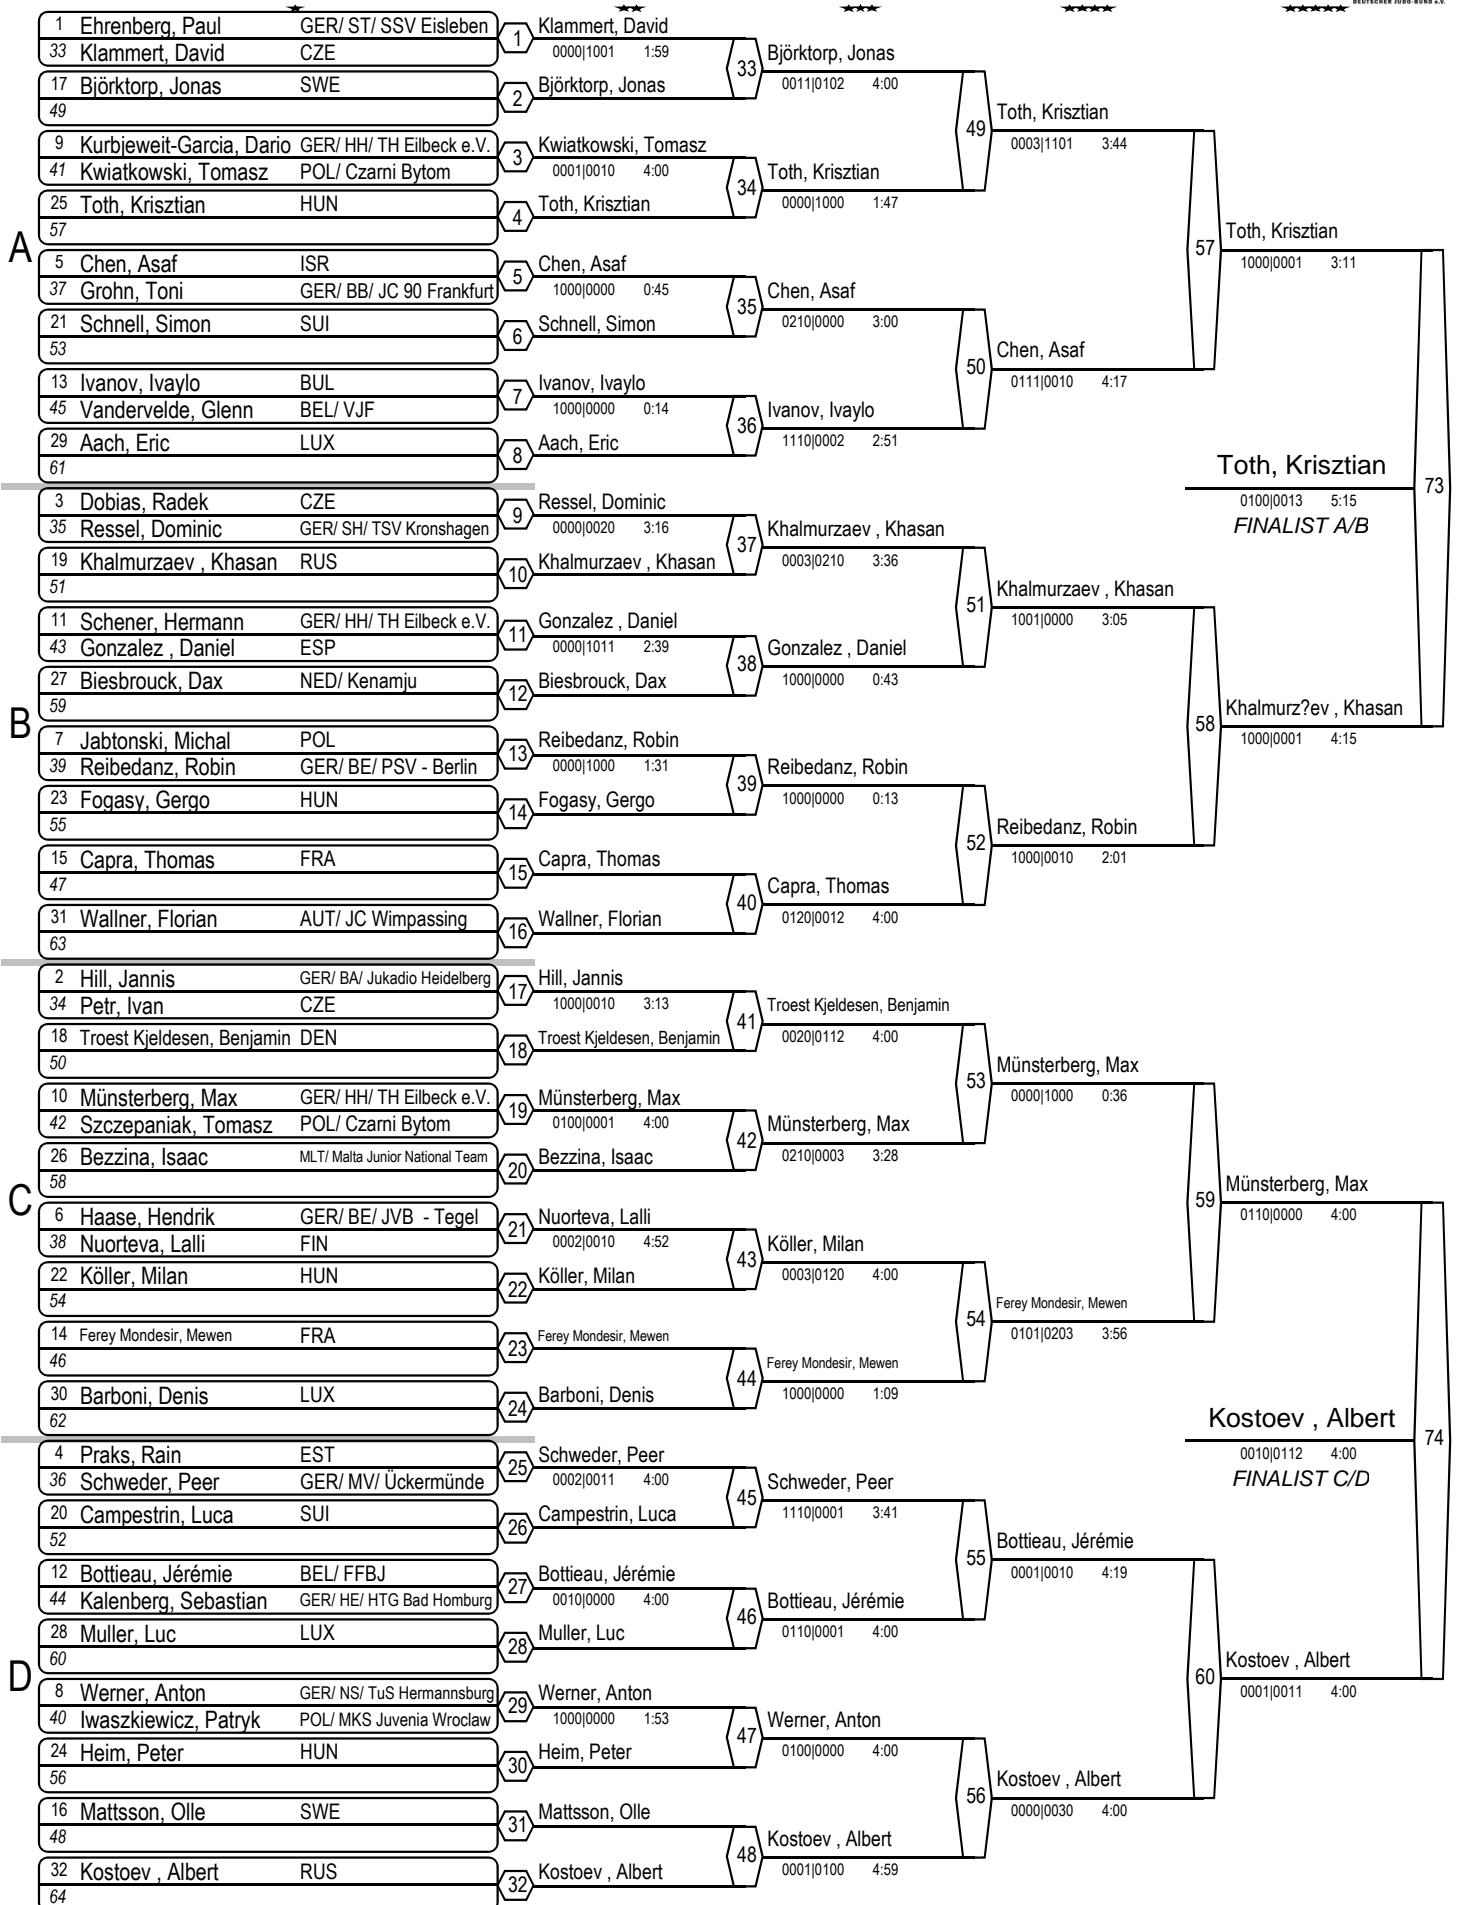 DEUTSCHER JUDO-BUND e.V.
1 Ehrenberg, Paul GER/ ST/ SSV Eisleben
33 Klammert, David CZE
1 Klammert, David
0000|1001 1:59
17 Björktorp, Jonas SWE
49
2 Björktorp, Jonas
33 Björktorp, Jonas
0011|0102 4:00
9 Kurbjeweit-Garcia, Dario GER/ HH/ TH Eilbeck e.V.
41 Kwiatkowski, Tomasz POL/ Czarni Bytom
3 Kwiatkowski, Tomasz
0001|0010 4:00
25 Toth, Krisztian HUN
57
4 Toth, Krisztian
34 Toth, Krisztian
0000|1000 1:47
49 Toth, Krisztian
0003|1101 3:44
A
5 Chen, Asaf ISR
37 Grohn, Toni GER/ BB/ JC 90 Frankfurt
5 Chen, Asaf
1000|0000 0:45
21 Schnell, Simon SUI
53
6 Schnell, Simon
35 Chen, Asaf
0210|0000 3:00
13 Ivanov, Ivaylo BUL
45 Vandervelde, Glenn BEL/ VJF
7 Ivanov, Ivaylo
1000|0000 0:14
29 Aach, Eric LUX
61
8 Aach, Eric
36 Ivanov, Ivaylo
1110|0002 2:51
50 Chen, Asaf
0111|0010 4:17
57 Toth, Krisztian
1000|0001 3:11
3 Dobias, Radek CZE
35 Ressel, Dominic GER/ SH/ TSV Kronshagen
9 Ressel, Dominic
0000|0020 3:16
19 Khalmurzaev , Khasan RUS
51
10 Khalmurzaev , Khasan
37 Khalmurzaev , Khasan
0003|0210 3:36
11 Schener, Hermann GER/ HH/ TH Eilbeck e.V.
43 Gonzalez , Daniel ESP
11 Gonzalez , Daniel
0000|1011 2:39
27 Biesbrouck, Dax NED/ Kenamju
59
12 Biesbrouck, Dax
38 Gonzalez , Daniel
1000|0000 0:43
51 Khalmurzaev , Khasan
1001|0000 3:05
B
7 Jabtonski, Michal POL
39 Reibedanz, Robin GER/ BE/ PSV - Berlin
13 Reibedanz, Robin
0000|1000 1:31
23 Fogasy, Gergo HUN
55
14 Fogasy, Gergo
39 Reibedanz, Robin
1000|0000 0:13
15 Capra, Thomas FRA
47
15 Capra, Thomas
31 Wallner, Florian AUT/ JC Wimpassing
63
16 Wallner, Florian
40 Capra, Thomas
0120|0012 4:00
52 Reibedanz, Robin
1000|0010 2:01
58 Khalmurz?ev , Khasan
1000|0001 4:15
73 Toth, Krisztian
0100|0013 5:15
FINALIST A/B
2 Hill, Jannis GER/ BA/ Jukadio Heidelberg
34 Petr, Ivan CZE
17 Hill, Jannis
1000|0010 3:13
18 Troest Kjeldesen, Benjamin DEN
50
18 Troest Kjeldesen, Benjamin
41 Troest Kjeldesen, Benjamin
0020|0112 4:00
10 Münsterberg, Max GER/ HH/ TH Eilbeck e.V.
42 Szczepaniak, Tomasz POL/ Czarni Bytom
19 Münsterberg, Max
0100|0001 4:00
26 Bezzina, Isaac MLT/ Malta Junior National Team
58
20 Bezzina, Isaac
42 Münsterberg, Max
0210|0003 3:28
53 Münsterberg, Max
0000|1000 0:36
C
6 Haase, Hendrik GER/ BE/ JVB - Tegel
38 Nuorteva, Lalli FIN
21 Nuorteva, Lalli
0002|0010 4:52
22 Köller, Milan HUN
54
22 Köller, Milan
43 Köller, Milan
0003|0120 4:00
14 Ferey Mondesir, Mewen FRA
46
23 Ferey Mondesir, Mewen
30 Barboni, Denis LUX
62
24 Barboni, Denis
44 Ferey Mondesir, Mewen
1000|0000 1:09
54 Ferey Mondesir, Mewen
0101|0203 3:56
59 Münsterberg, Max
0110|0000 4:00
4 Praks, Rain EST
36 Schweder, Peer GER/ MV/ Ückermünde
25 Schweder, Peer
0002|0011 4:00
20 Campestrin, Luca SUI
52
26 Campestrin, Luca
45 Schweder, Peer
1110|0001 3:41
12 Bottieau, Jérémie BEL/ FFBJ
44 Kalenberg, Sebastian GER/ HE/ HTG Bad Homburg
27 Bottieau, Jérémie
0010|0000 4:00
28 Muller, Luc LUX
60
28 Muller, Luc
46 Bottieau, Jérémie
0110|0001 4:00
55 Bottieau, Jérémie
0001|0010 4:19
D
8 Werner, Anton GER/ NS/ TuS Hermannsburg
40 Iwaszkiewicz, Patryk POL/ MKS Juvenia Wroclaw
29 Werner, Anton
1000|0000 1:53
24 Heim, Peter HUN
56
30 Heim, Peter
47 Werner, Anton
0100|0000 4:00
16 Mattsson, Olle SWE
48
31 Mattsson, Olle
32 Kostoev , Albert RUS
64
32 Kostoev , Albert
48 Kostoev , Albert
0001|0100 4:59
56 Kostoev , Albert
0000|0030 4:00
60 Kostoev , Albert
0001|0011 4:00
74 Kostoev , Albert
0010|0112 4:00
FINALIST C/D